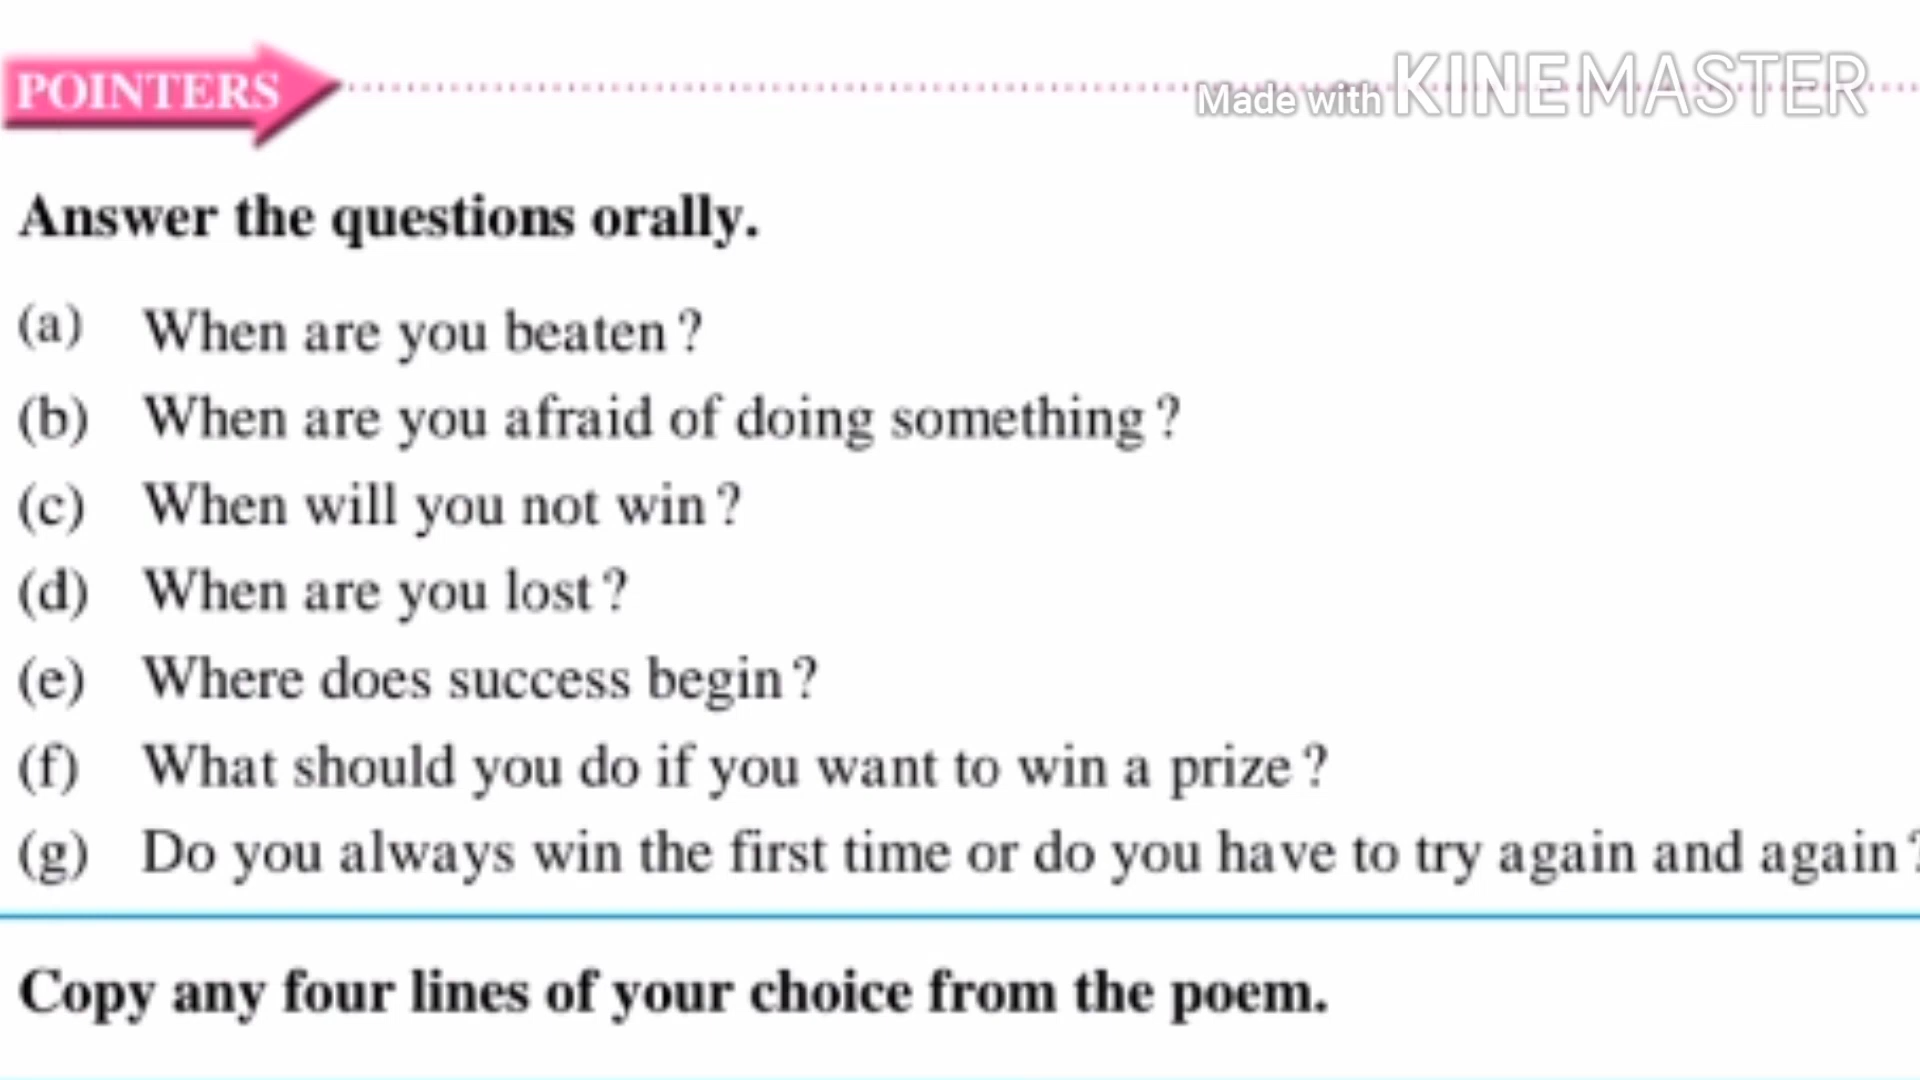 POINTERS
Made with KINEMASTER
Answer the questions orally.
(a) When are you beaten ?
(b) When are you afraid of doing something ?
(c) When will you not win ?
(d) When are you lost ?
(e) Where does success begin ?
(f) What should you do if you want to win a prize ?
(g) Do you always win the first time or do you have to try again and again ?
Copy any four lines of your choice from the poem.